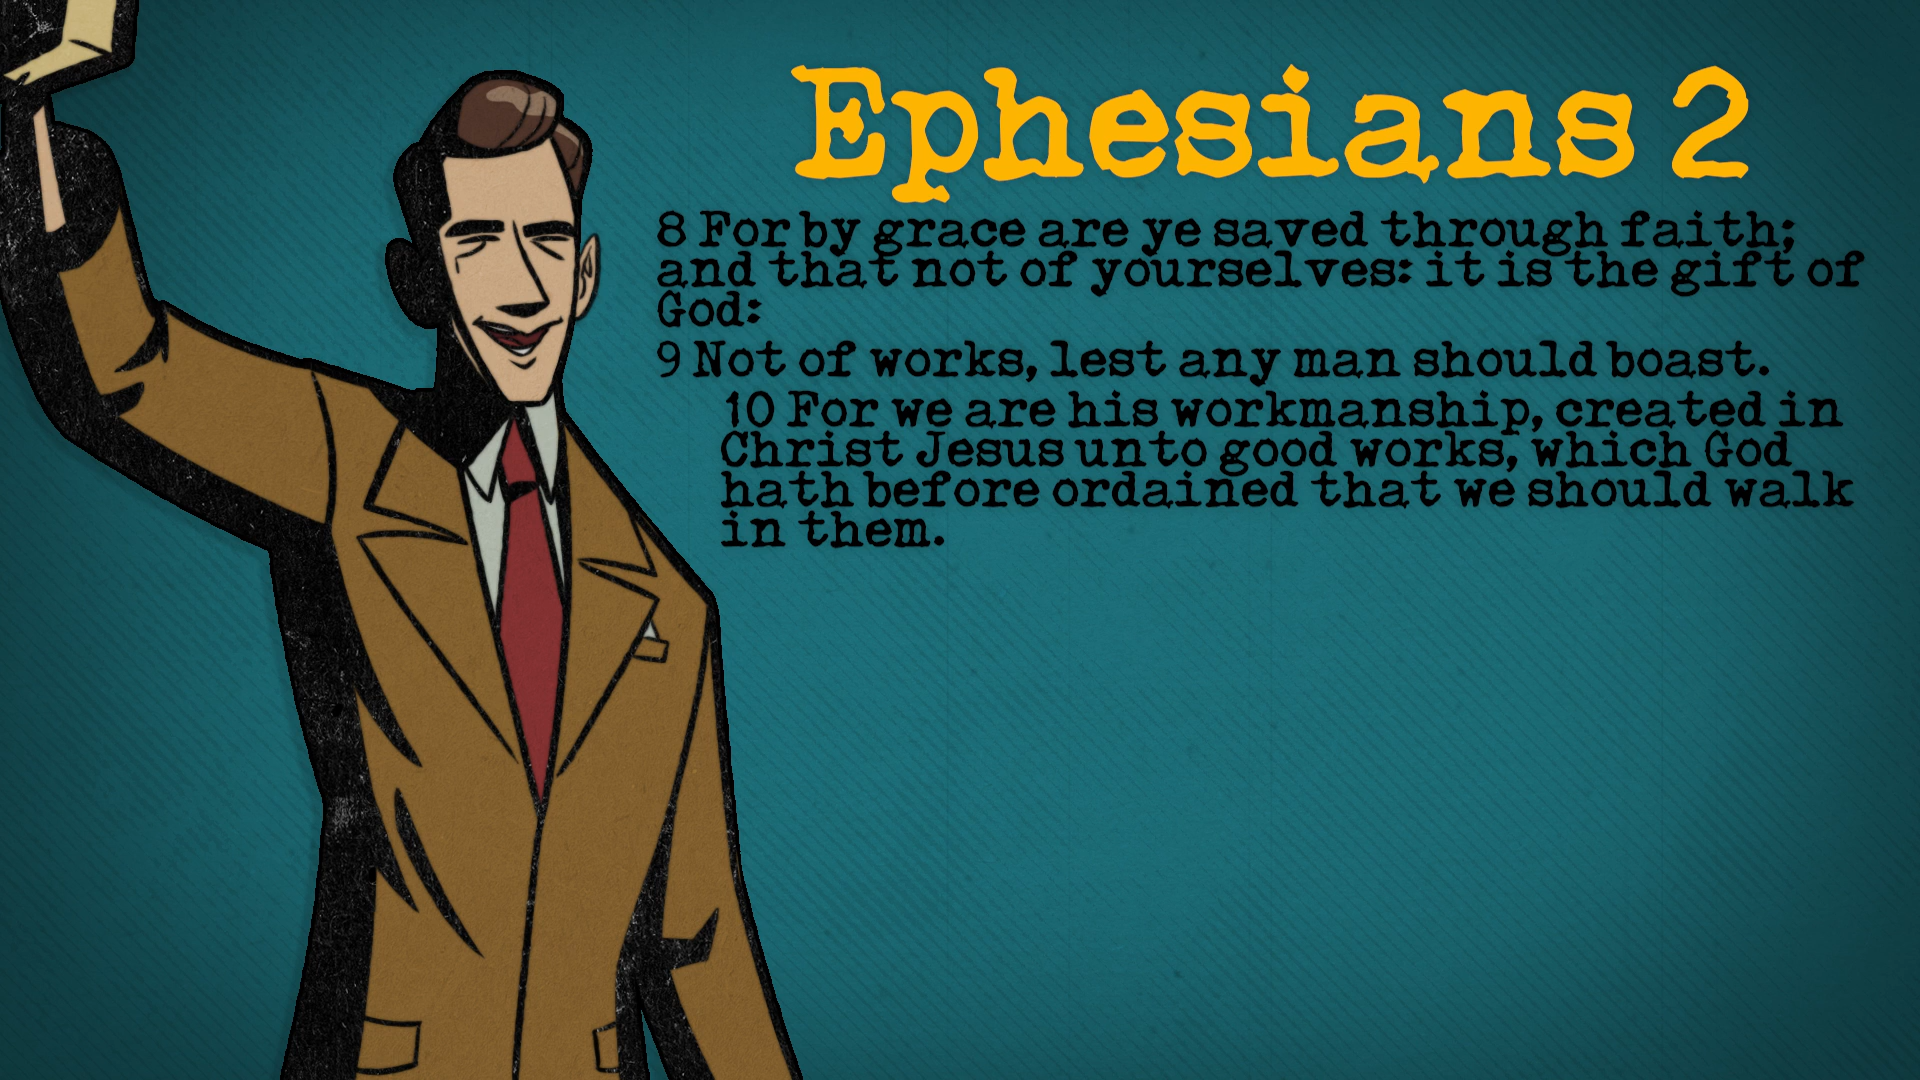 Ephesians 2
8 For by grace are ye saved through faith;
and that not of yourselves: it is the gift of
God:
9 Not of works, lest any man should boast.
10 For we are his workmanship, created in
Christ Jesus unto good works, which God
hath before ordained that we should walk
in them.